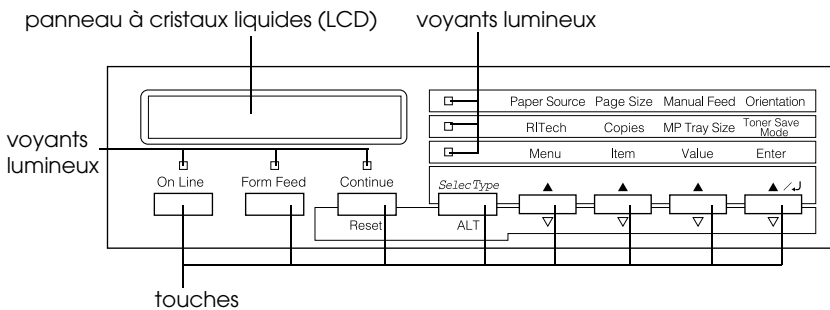 panneau à cristaux liquides (LCD) voyants lumineux
Paper Source Page Size Manual Feed Orientation
RITech Copies MP Tray Size Toner Save Mode
voyants lumineux
Menu Item Value Enter
On Line Form Feed Continue SelecType
Reset ALT
touches